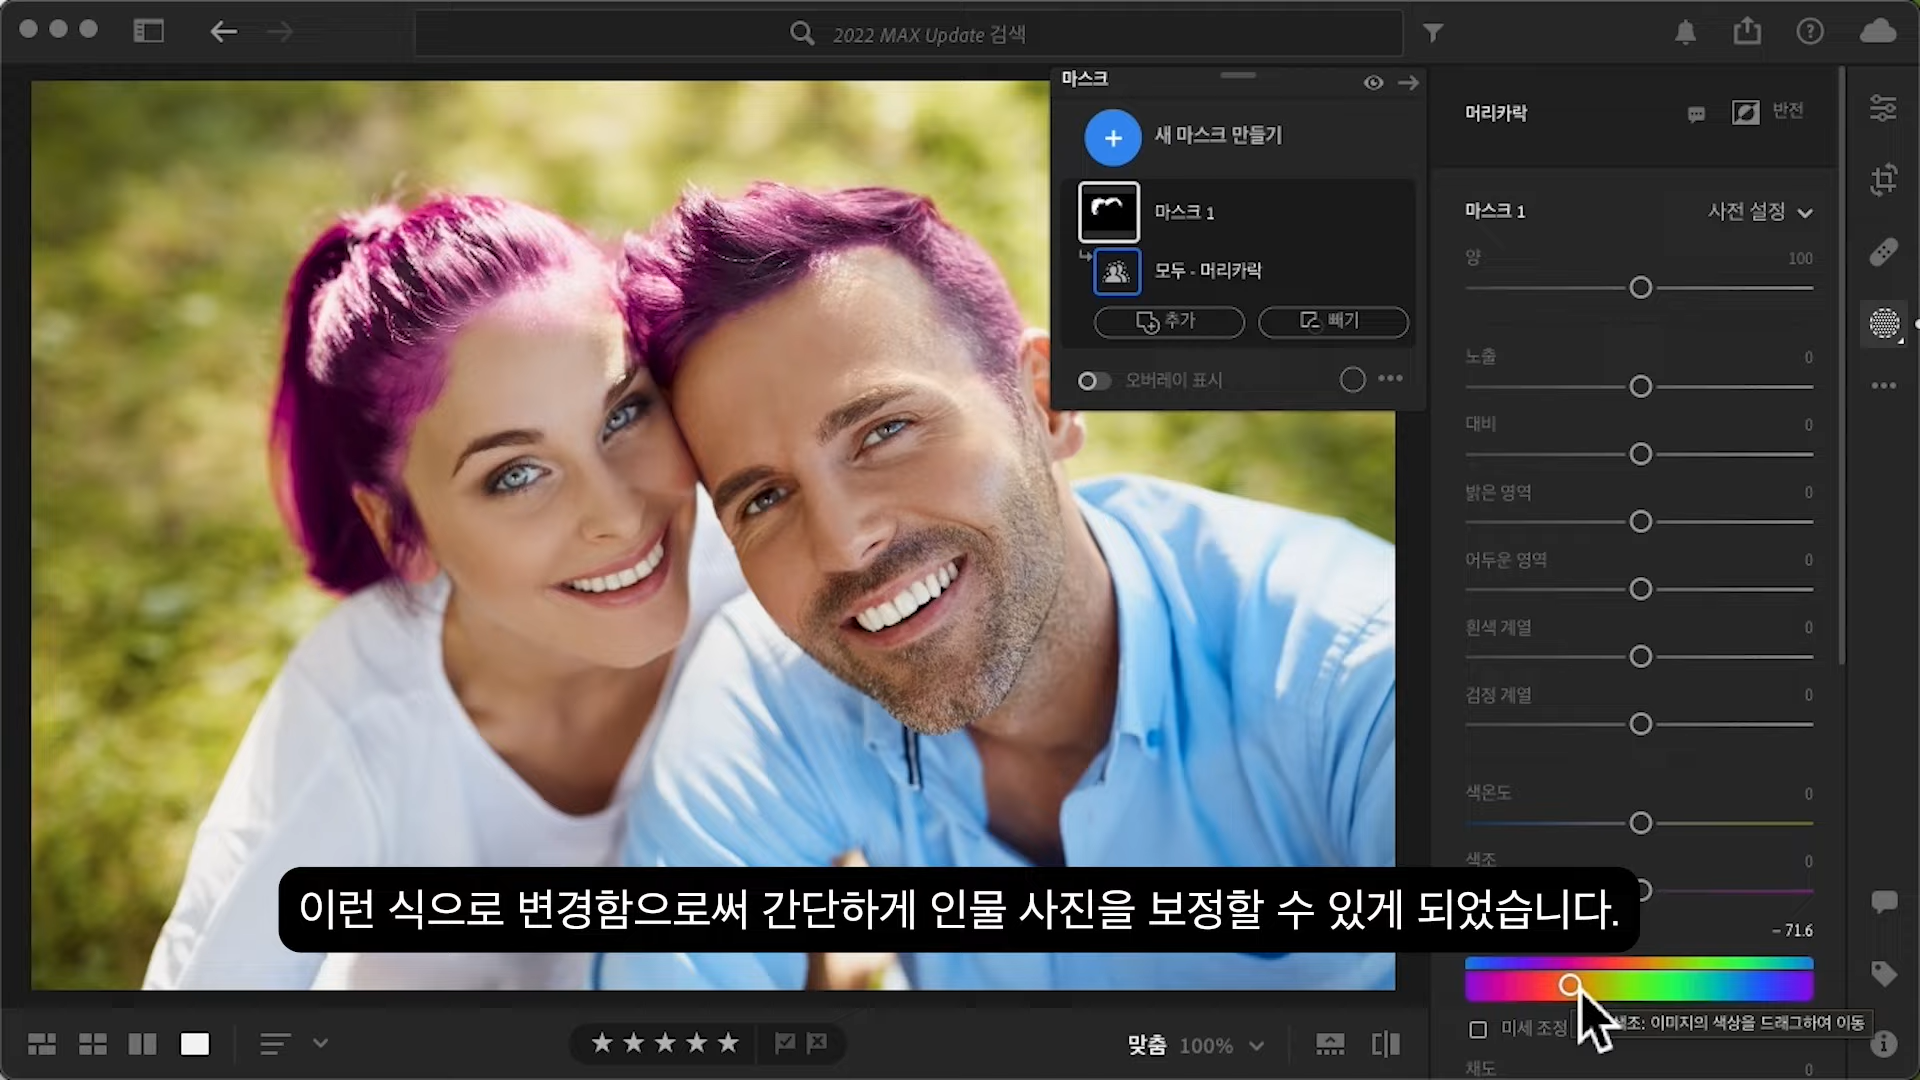 2022 MAX Update 검색
마스크
새 마스크 만들기
마스크 1
모두 - 머리카락
추가
빼기
오버레이 표시
머리카락
반전
마스크 1
사전 설정
양
100
노출
0
대비
0
밝은 영역
0
어두운 영역
0
흰색 계열
0
검정 계열
0
색온도
0
색조
0
이런 식으로 변경함으로써 간단하게 인물 사진을 보정할 수 있게 되었습니다.
– 71.6
미세 조정
색조: 이미지의 색상을 드래그하여 이동
채도
0
맞춤
100%